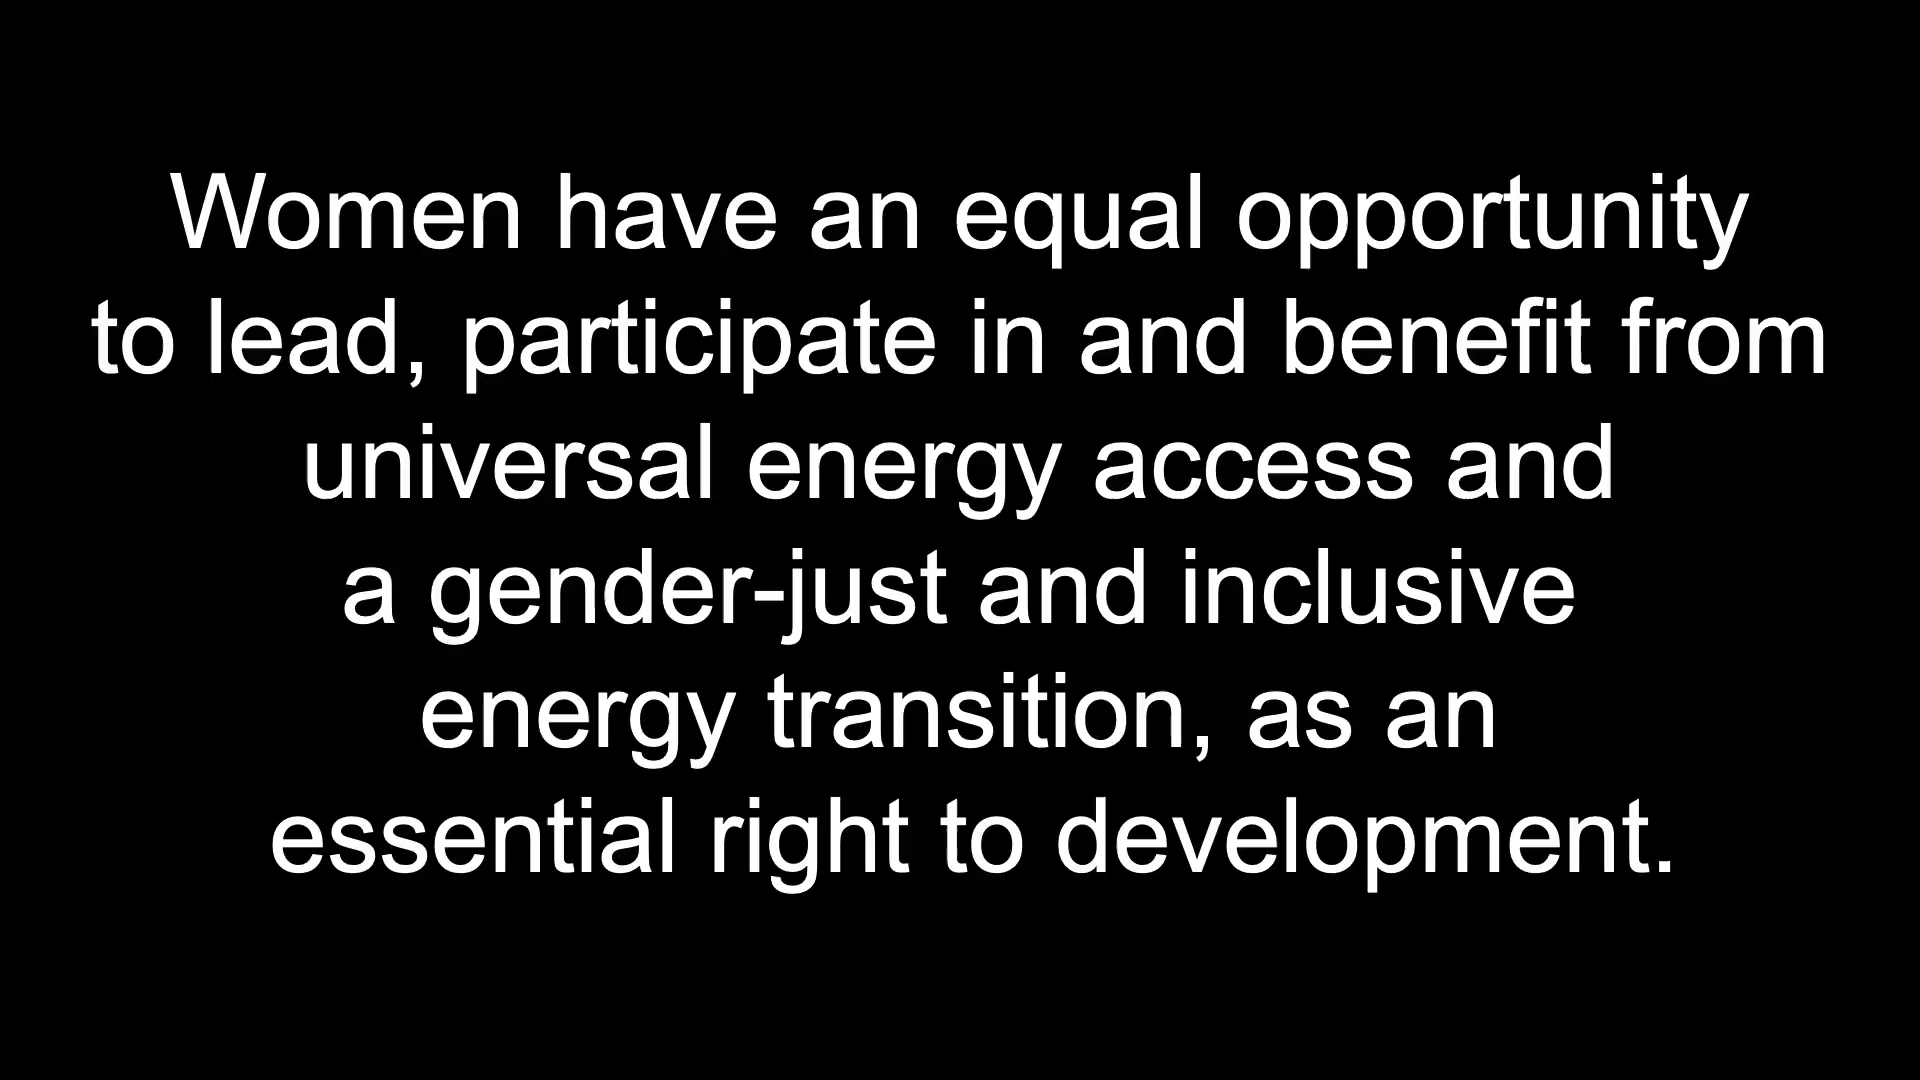 Women have an equal opportunity
to lead, participate in and benefit from
universal energy access and
a gender-just and inclusive
energy transition, as an
essential right to development.